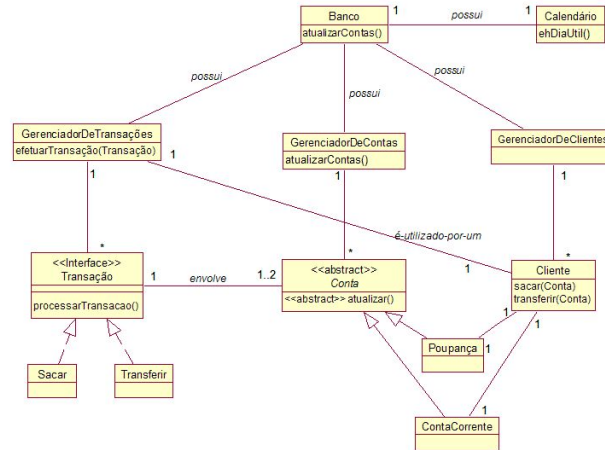 Banco
atualizarContas()
1
possui
1
Calendário
ehDiaUtil()
possui
possui
possui
GerenciadorDeTransações
efetuarTransação(Transação)
GerenciadorDeContas
atualizarContas()
GerenciadorDeClientes
1
1
1
1
é-utilizado-por-um
*
*
1
*
<<Interface>>
Transação
processarTransacao()
1
envolve
1..2
<<abstract>>
Conta
<<abstract>> atualizar()
Cliente
sacar(Conta)
transferir(Conta)
1
1
Poupança
1
Sacar
Transferir
1
ContaCorrente